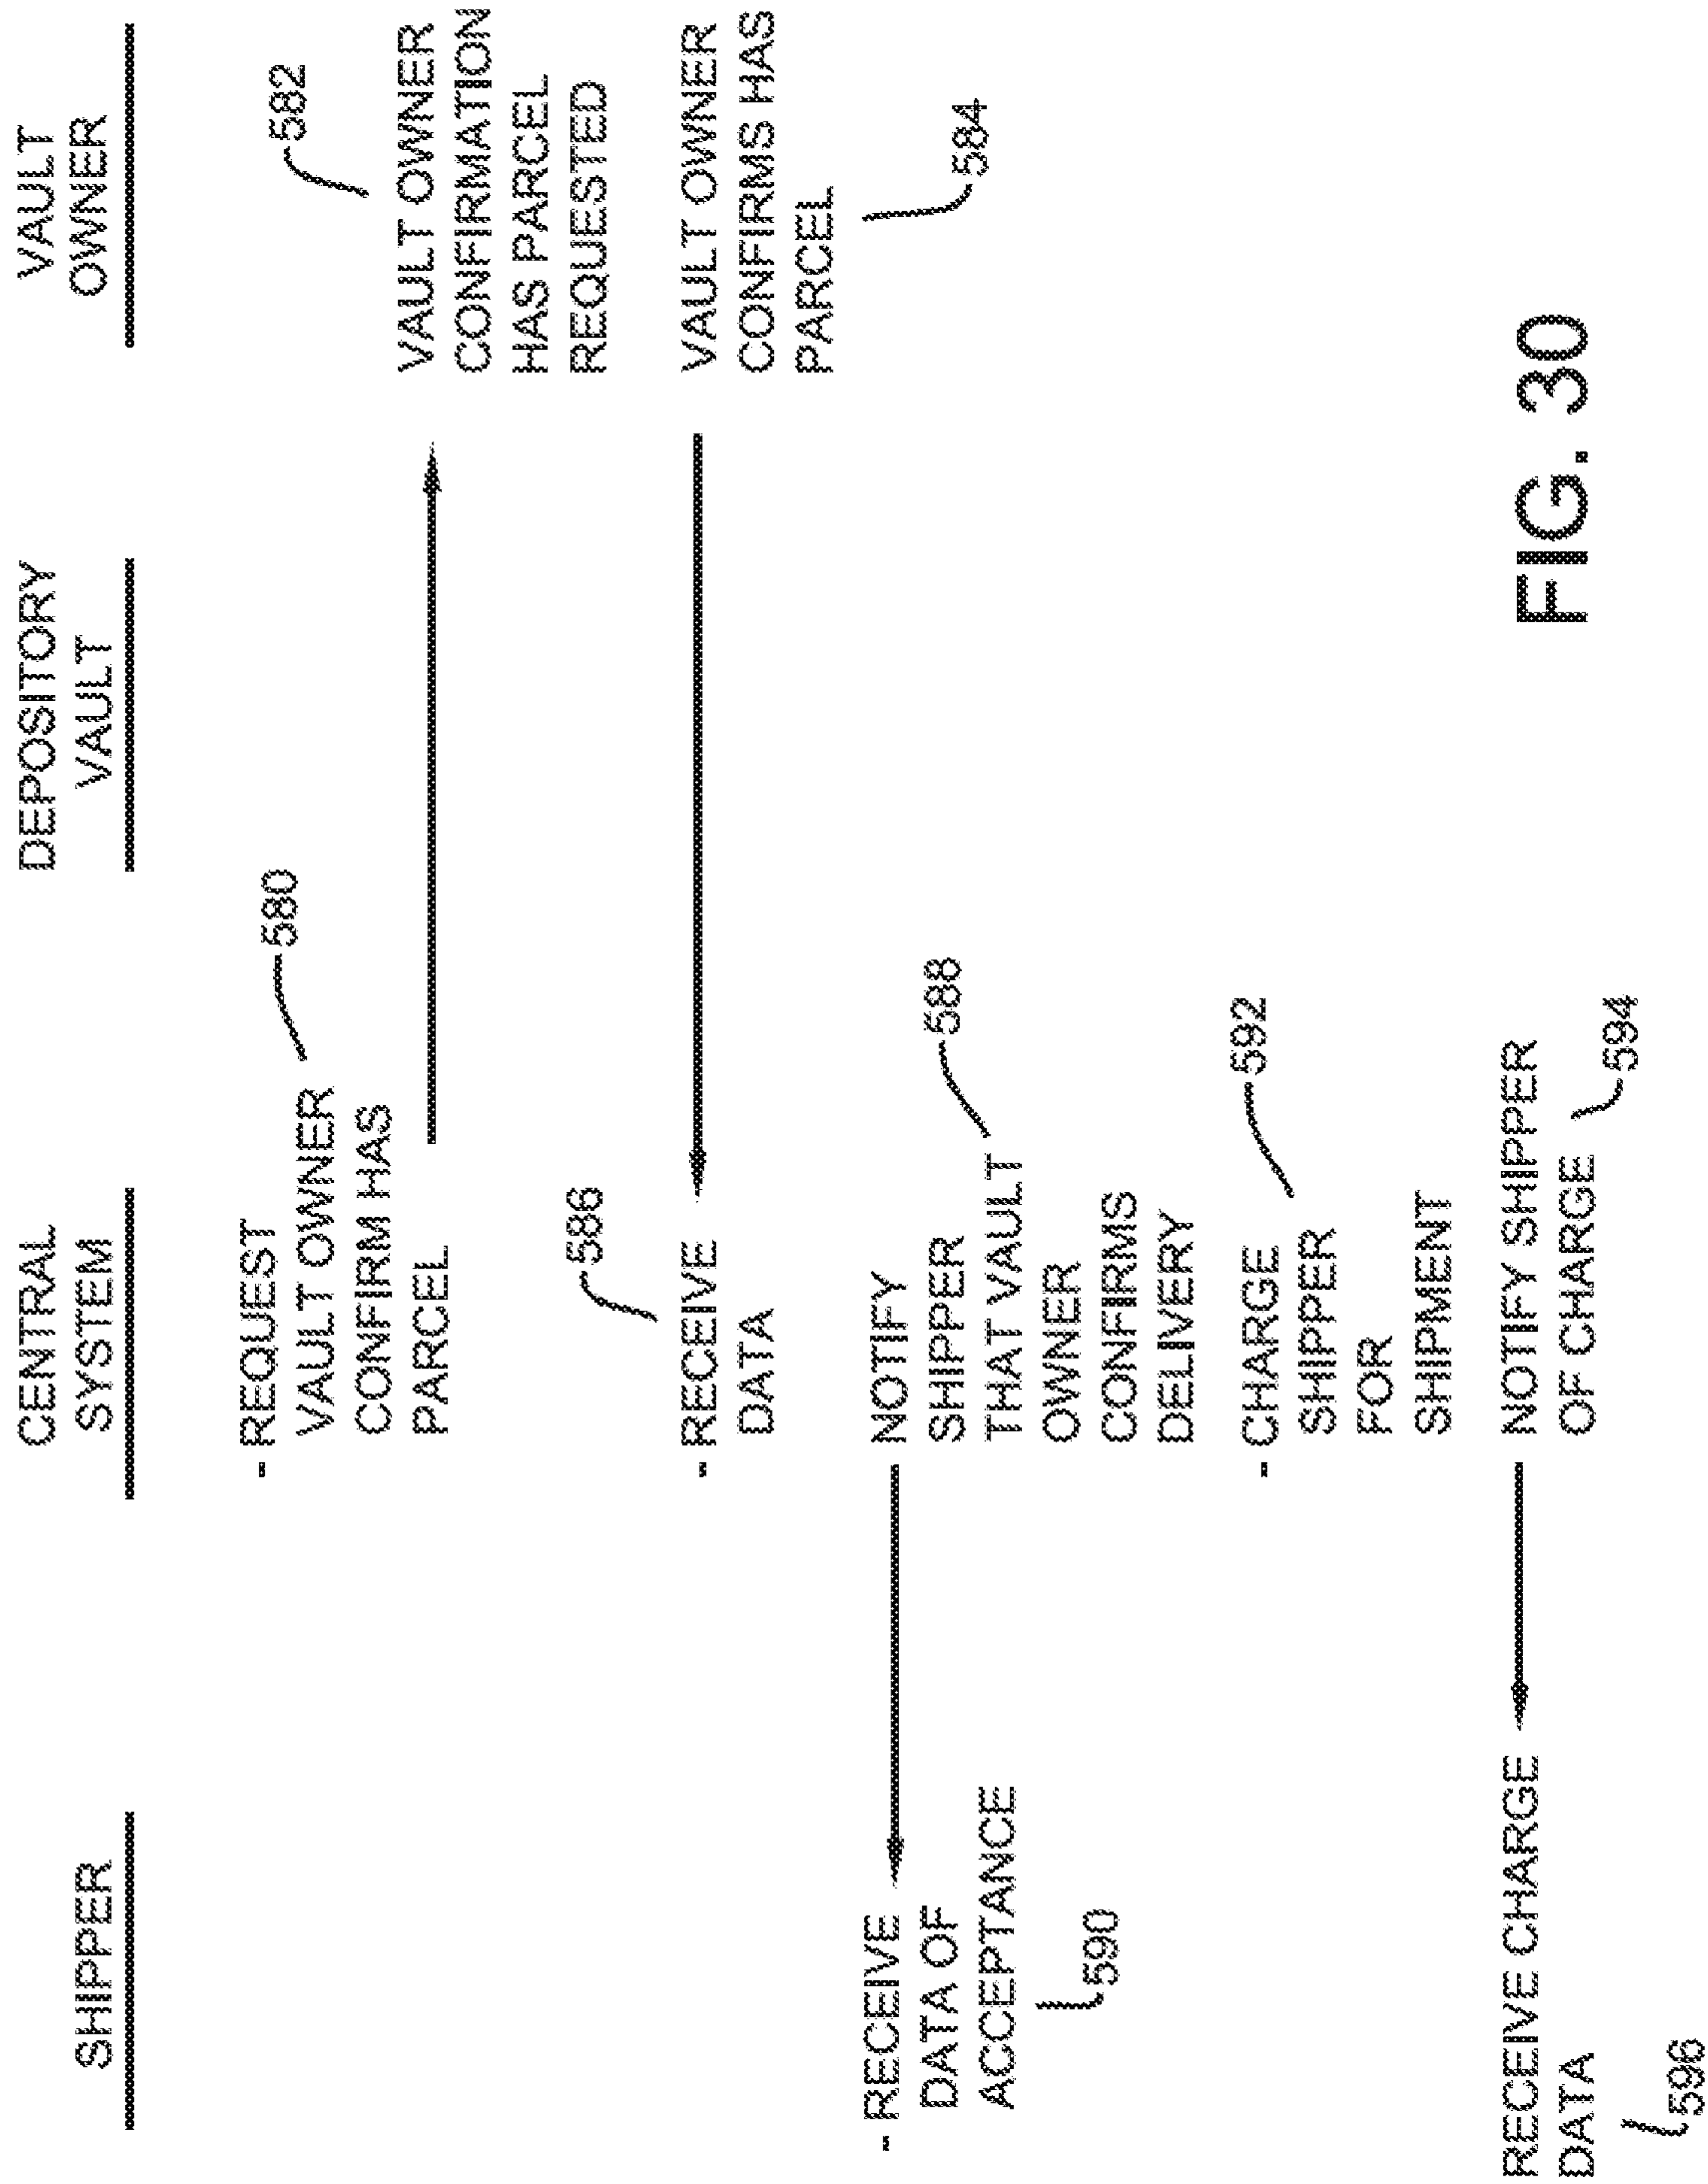 SHIPPER
CENTRAL
SYSTEM
DEPOSITORY
VAULT
VAULT
OWNER
- REQUEST
VAULT OWNER
CONFIRM HAS
PARCEL
580
582
VAULT OWNER
CONFIRMATION
HAS PARCEL
REQUESTED
586
- RECEIVE
DATA
VAULT OWNER
CONFIRMS HAS
PARCEL
584
NOTIFY
SHIPPER
THAT VAULT
OWNER
CONFIRMS
DELIVERY
588
- RECEIVE
DATA OF
ACCEPTANCE
590
- CHARGE
SHIPPER
FOR
SHIPMENT
592
NOTIFY SHIPPER
OF CHARGE
594
RECEIVE CHARGE
DATA
596
FIG. 30